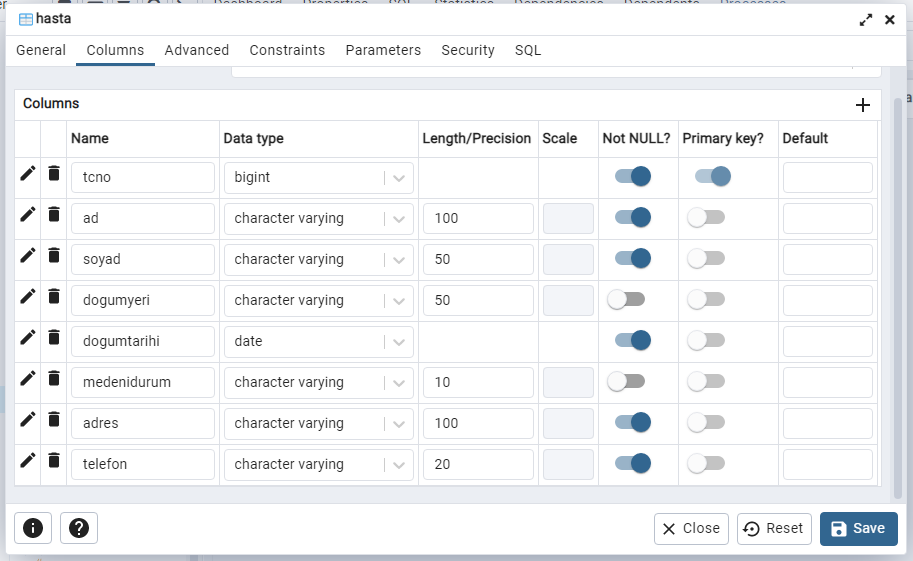 hasta
General Columns Advanced Constraints Parameters Security SQL
Columns
Name Data type Length/Precision Scale Not NULL? Primary key? Default
tcno bigint
ad character varying 100
soyad character varying 50
dogumyeri character varying 50
dogumtarihi date
medenidurum character varying 10
adres character varying 100
telefon character varying 20
Close Reset Save